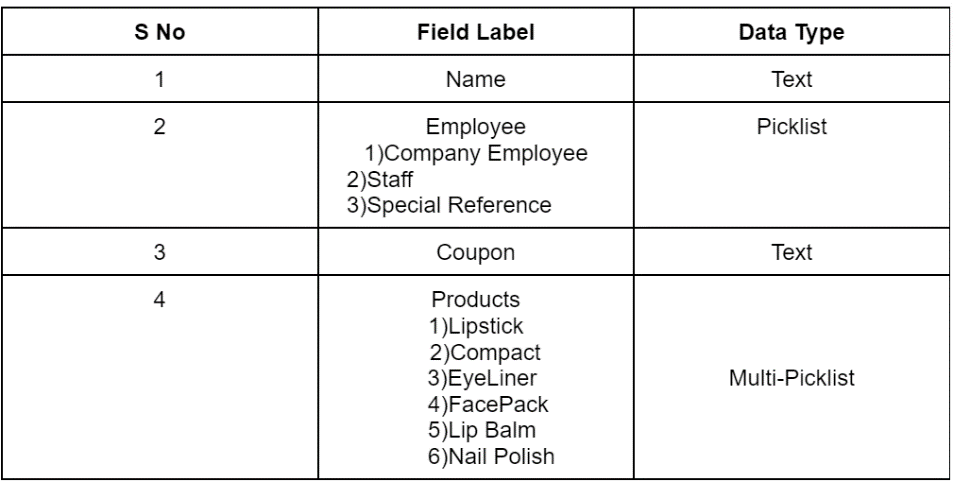 S No Field Label Data Type
1 Name Text
2 Employee Picklist
1)Company Employee
2)Staff
3)Special Reference
3 Coupon Text
4 Products
1)Lipstick
2)Compact
3)EyeLiner Multi-Picklist
4)FacePack
5)Lip Balm
6)Nail Polish